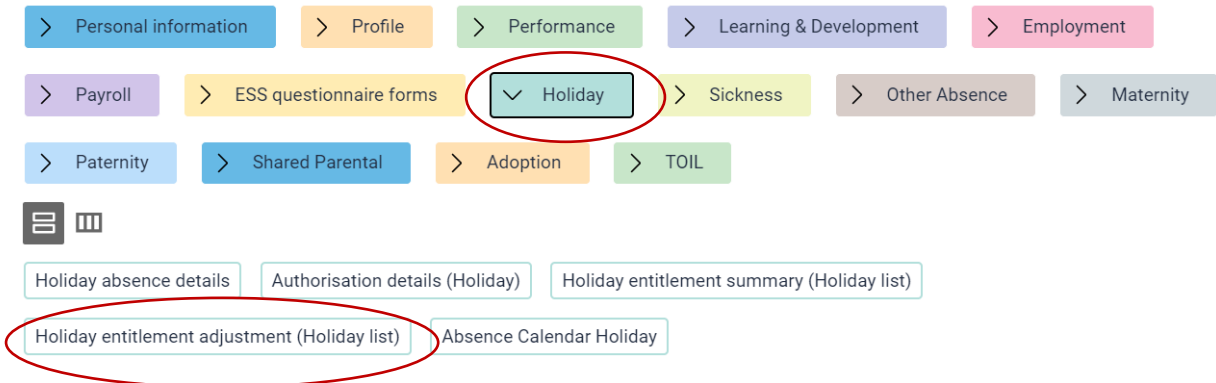 Personal information Profile Performance Learning & Development Employment
Payroll ESS questionnaire forms Holiday Sickness Other Absence Maternity
Paternity Shared Parental Adoption TOIL
Holiday absence details Authorisation details (Holiday) Holiday entitlement summary (Holiday list)
Holiday entitlement adjustment (Holiday list) Absence Calendar Holiday